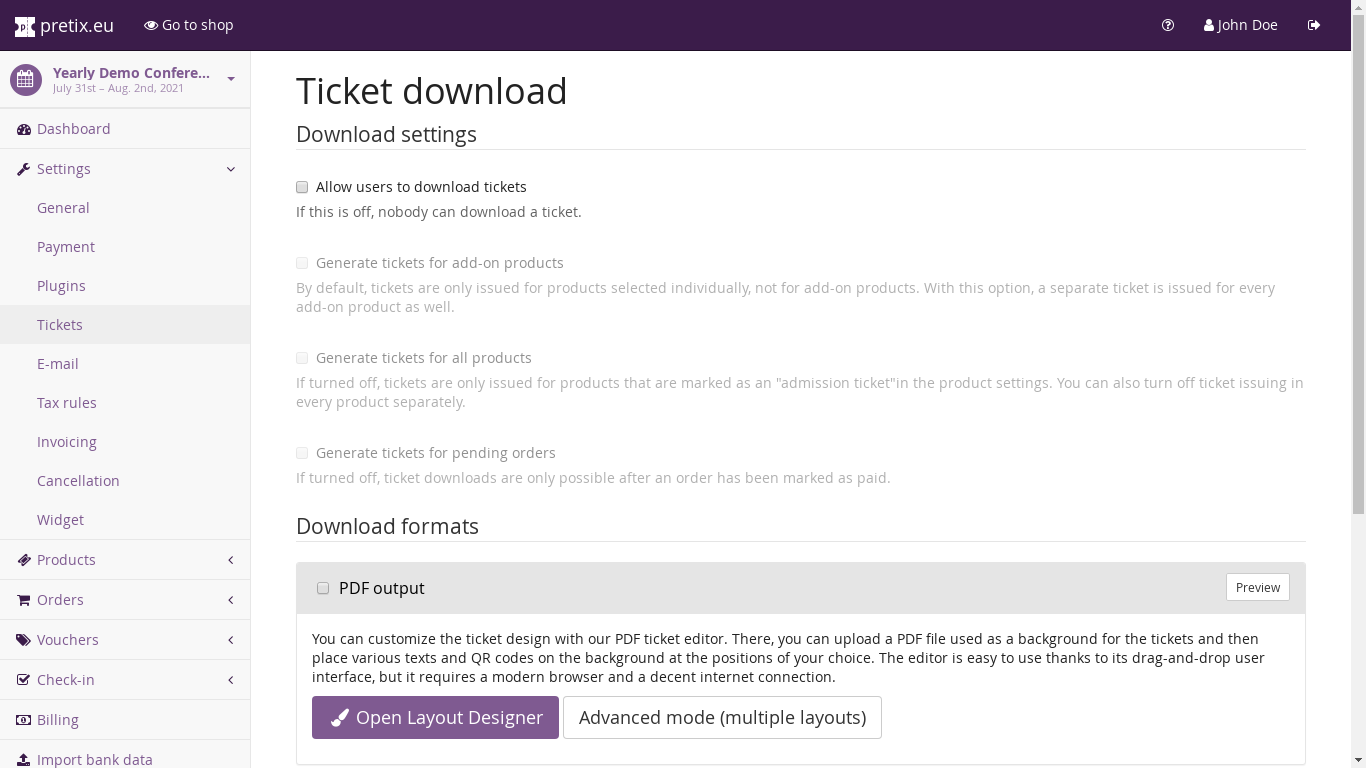 pretix.eu
Go to shop
John Doe
Yearly Demo Confere...
July 31st – Aug. 2nd, 2021
Dashboard
Settings
General
Payment
Plugins
Tickets
E-mail
Tax rules
Invoicing
Cancellation
Widget
Products
Orders
Vouchers
Check-in
Billing
Import bank data
Ticket download
Download settings
Allow users to download tickets
If this is off, nobody can download a ticket.
Generate tickets for add-on products
By default, tickets are only issued for products selected individually, not for add-on products. With this option, a separate ticket is issued for every
add-on product as well.
Generate tickets for all products
If turned off, tickets are only issued for products that are marked as an "admission ticket"in the product settings. You can also turn off ticket issuing in
every product separately.
Generate tickets for pending orders
If turned off, ticket downloads are only possible after an order has been marked as paid.
Download formats
PDF output
Preview
You can customize the ticket design with our PDF ticket editor. There, you can upload a PDF file used as a background for the tickets and then
place various texts and QR codes on the background at the positions of your choice. The editor is easy to use thanks to its drag-and-drop user
interface, but it requires a modern browser and a decent internet connection.
Open Layout Designer
Advanced mode (multiple layouts)